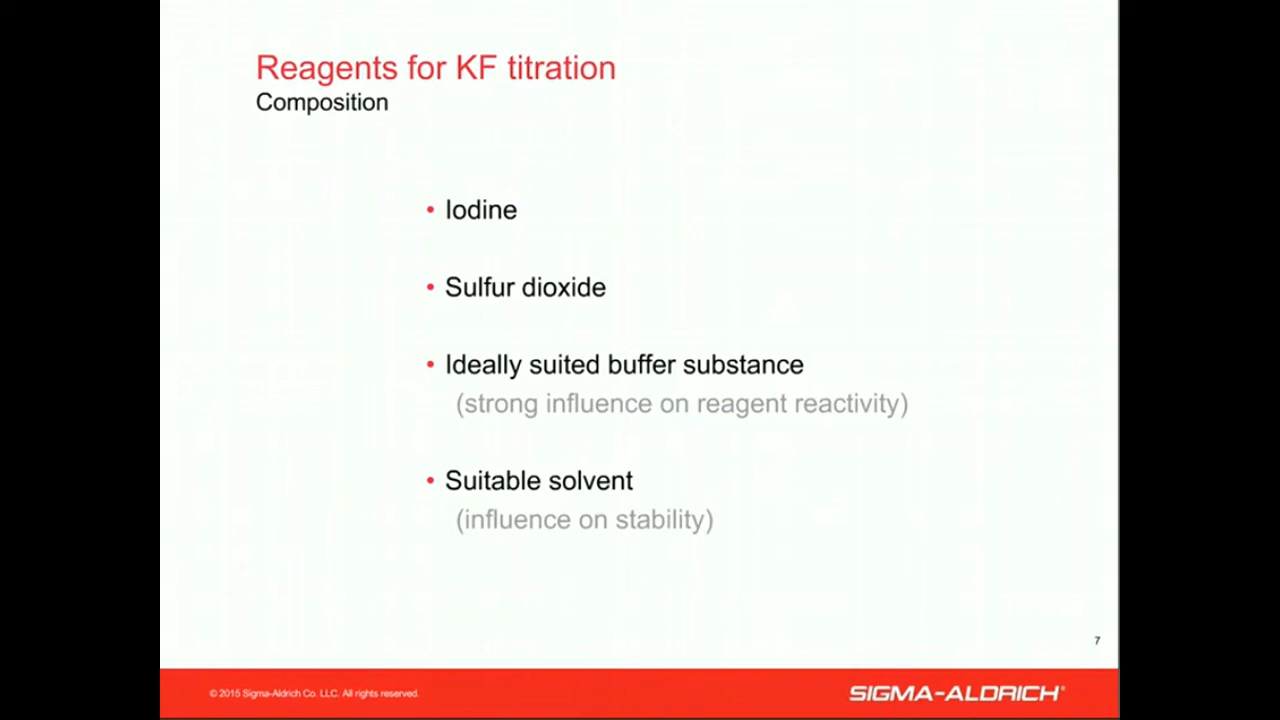 Reagents for KF titration
Composition
• Iodine
• Sulfur dioxide
• Ideally suited buffer substance
(strong influence on reagent reactivity)
• Suitable solvent
(influence on stability)
7
© 2015 Sigma-Aldrich Co. LLC. All rights reserved.
SIGMA-ALDRICH®